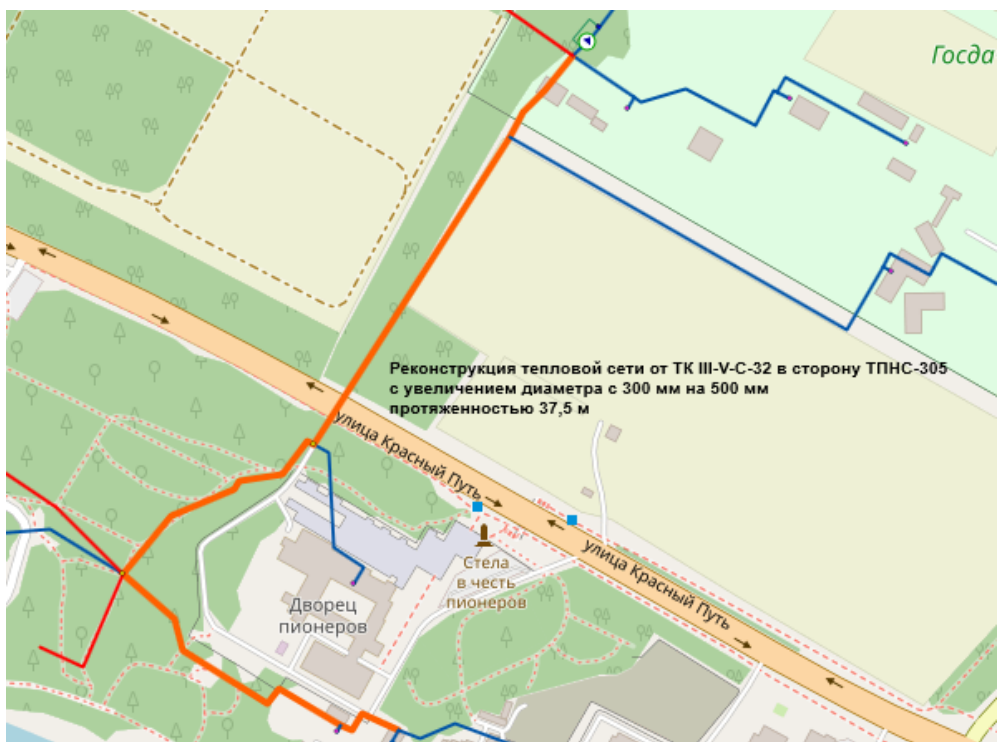 Госда
Реконструкция тепловой сети от ТК III-V-C-32 в сторону ТПНС-305
с увеличением диаметра с 300 мм на 500 мм
протяженностью 37,5 м
улица Красный Путь
улица Красный Путь
Стела
в честь
пионеров
Дворец
пионеров